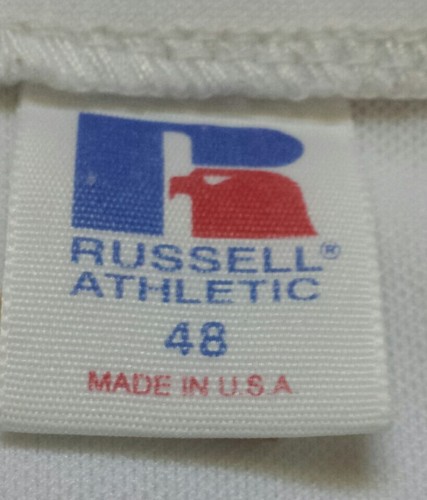 RUSSELL®
ATHLETIC
48
MADE IN U.S.A.